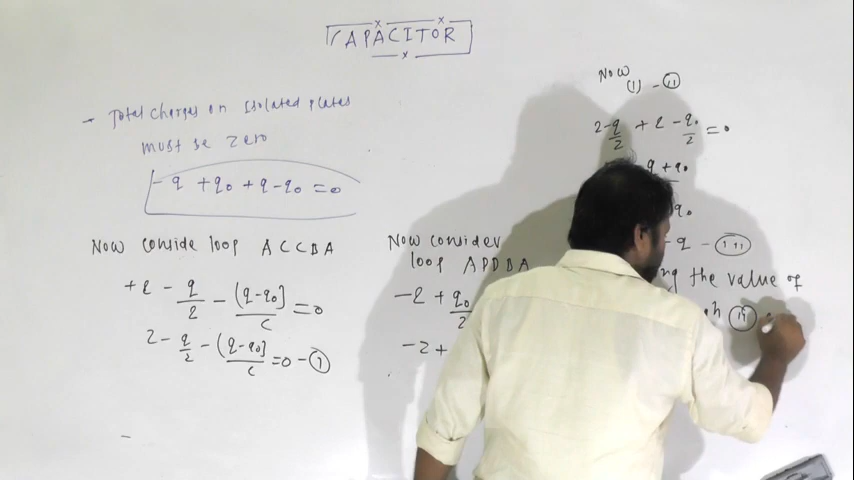 CAPACITOR
→ Total charges on Isolated plates
must be zero
- q + q₀ + q - q₀ = 0
Now conside loop ACCBA
+2 - q/2 - (q-q₀)/c = 0
2 - q/2 - (q-q₀)/c = 0 - (i)
Now consider
loop APDBA
-2 + q₀/2
-2 +
Now
(i) - (ii)
2 - q/2 + 2 - q₀/2 = 0
q + q₀
q₀
- q - (iii)
the value of